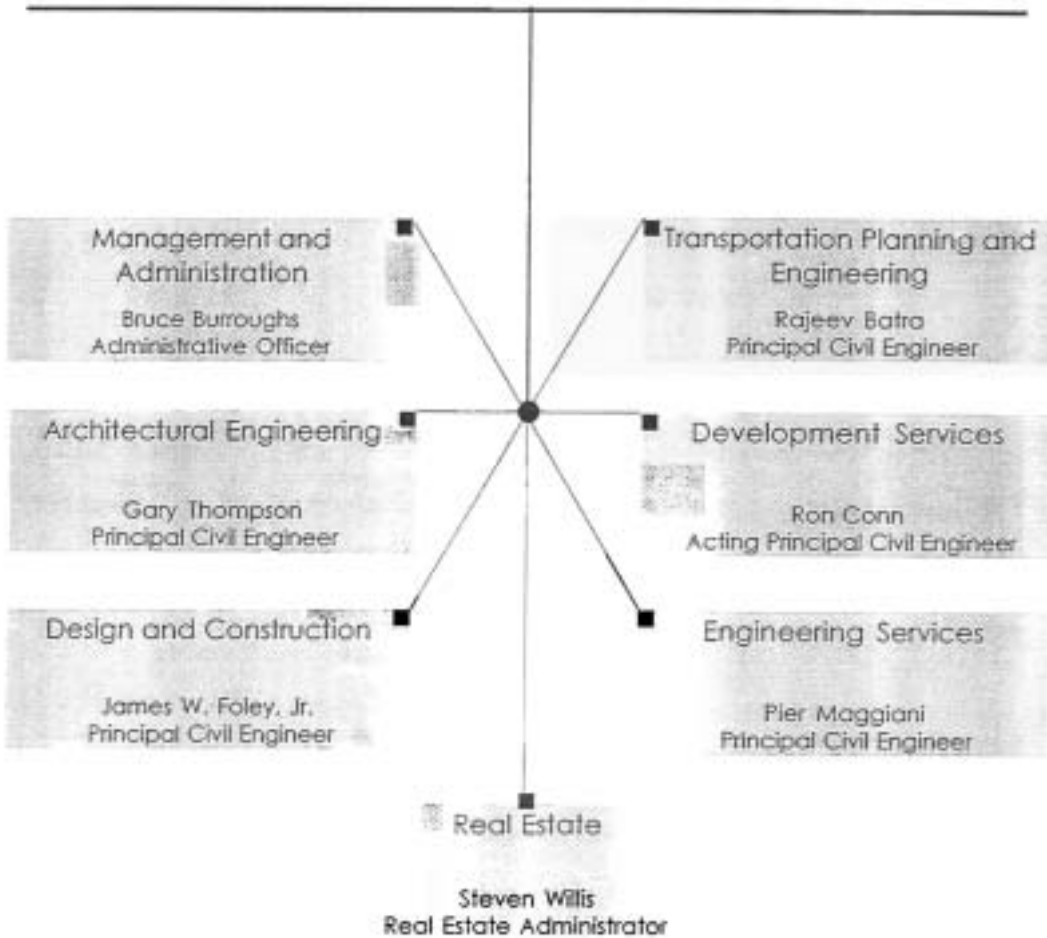 Management and
Administration
Bruce Burroughs
Administrative Officer
Transportation Planning and
Engineering
Rajeev Batra
Principal Civil Engineer
Architectural Engineering
Gary Thompson
Principal Civil Engineer
Development Services
Ron Conn
Acting Principal Civil Engineer
Design and Construction
James W. Foley, Jr.
Principal Civil Engineer
Engineering Services
Pier Maggiani
Principal Civil Engineer
Real Estate
Steven Willis
Real Estate Administrator